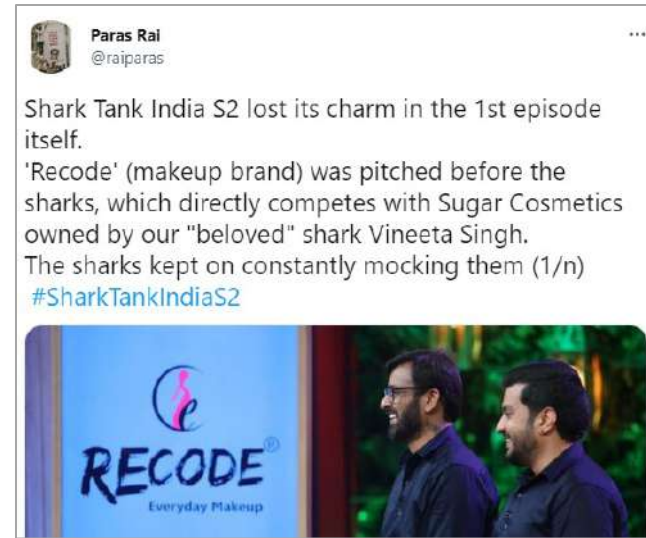 Paras Rai
@raiparas
Shark Tank India S2 lost its charm in the 1st episode
itself.
'Recode' (makeup brand) was pitched before the
sharks, which directly competes with Sugar Cosmetics
owned by our "beloved" shark Vineeta Singh.
The sharks kept on constantly mocking them (1/n)
#SharkTankIndiaS2
RECODE®
Everyday Makeup